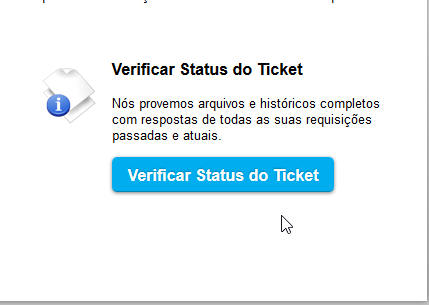 Verificar Status do Ticket
Nós provemos arquivos e históricos completos
com respostas de todas as suas requisições
passadas e atuais.
Verificar Status do Ticket